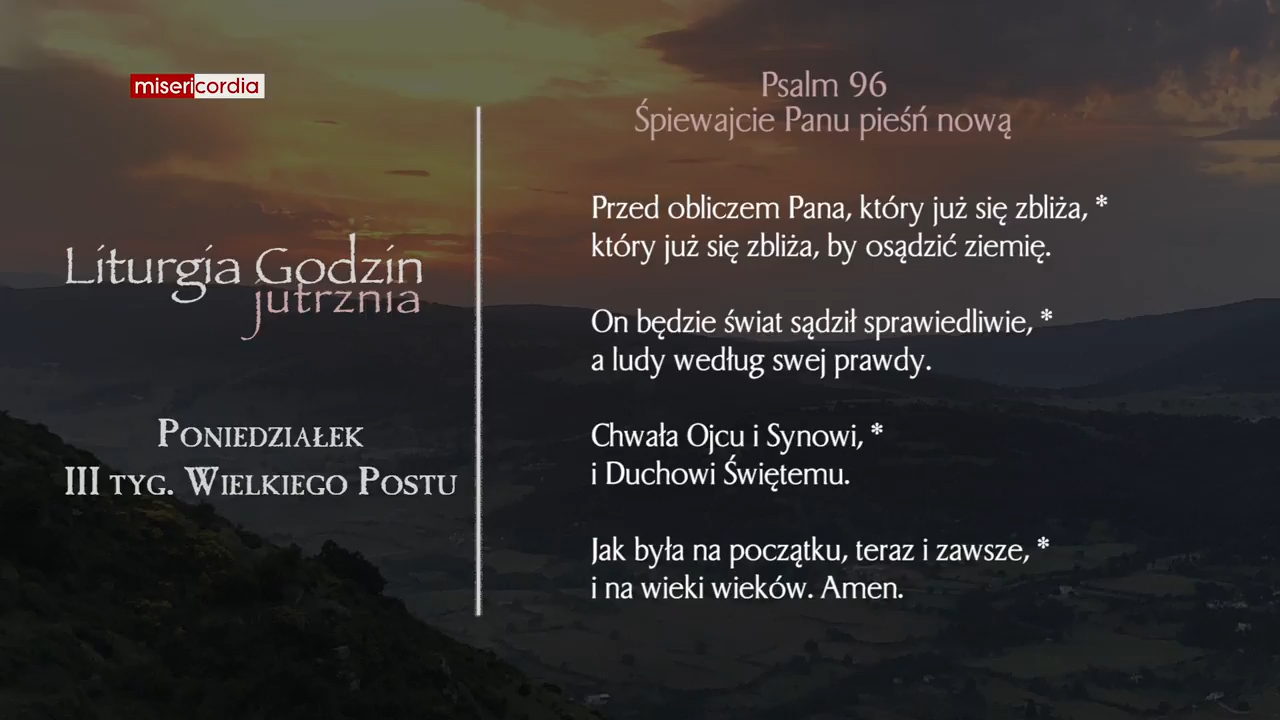 misericordia
Liturgia Godzin
jutrznia
Poniedziałek
III tyg. Wielkiego Postu
Psalm 96
Śpiewajcie Panu pieśń nową
Przed obliczem Pana, który już się zbliża, *
który już się zbliża, by osądzić ziemię.
On będzie świat sądził sprawiedliwie, *
a ludy według swej prawdy.
Chwała Ojcu i Synowi, *
i Duchowi Świętemu.
Jak była na początku, teraz i zawsze, *
i na wieki wieków. Amen.